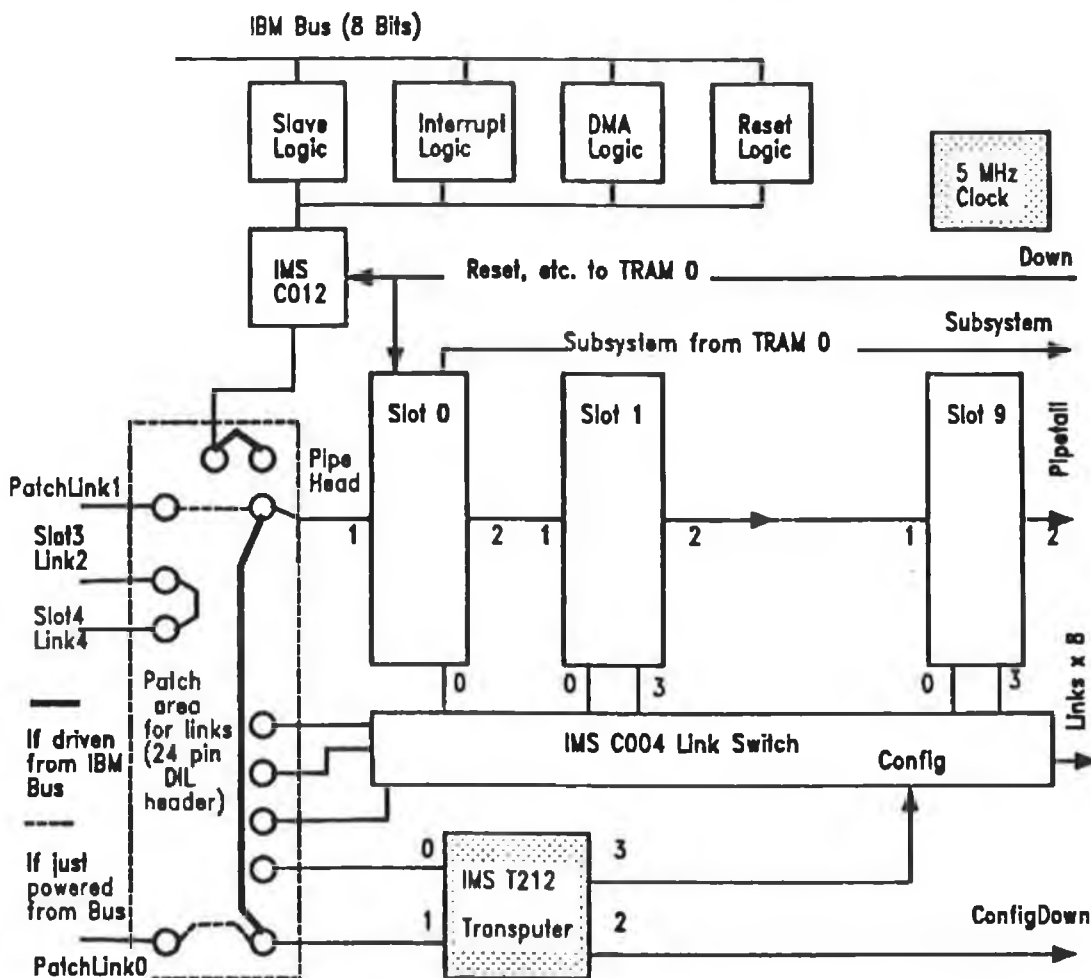 IBM Bus (8 Bits)
Slave
Logic
Interrupt
Logic
DMA
Logic
Reset
Logic
5 MHz
Clock
IMS
C012
Reset, etc. to TRAM 0
Down
Subsystem from TRAM 0
Subsystem
Slot 0
Slot 1
Slot 9
Pipetail
Pipe
Head
PatchLink1
1
2
1
2
1
2
Slot3
Link2
Slot4
Link4
0
0
3
0
3
Links x 8
Patch
area
for links
(24 pin
DIL
header)
If driven
from IBM
Bus
If just
powered
from Bus
IMS C004 Link Switch
Config
0
3
IMS T212
Transputer
1
2
ConfigDown
PatchLink0